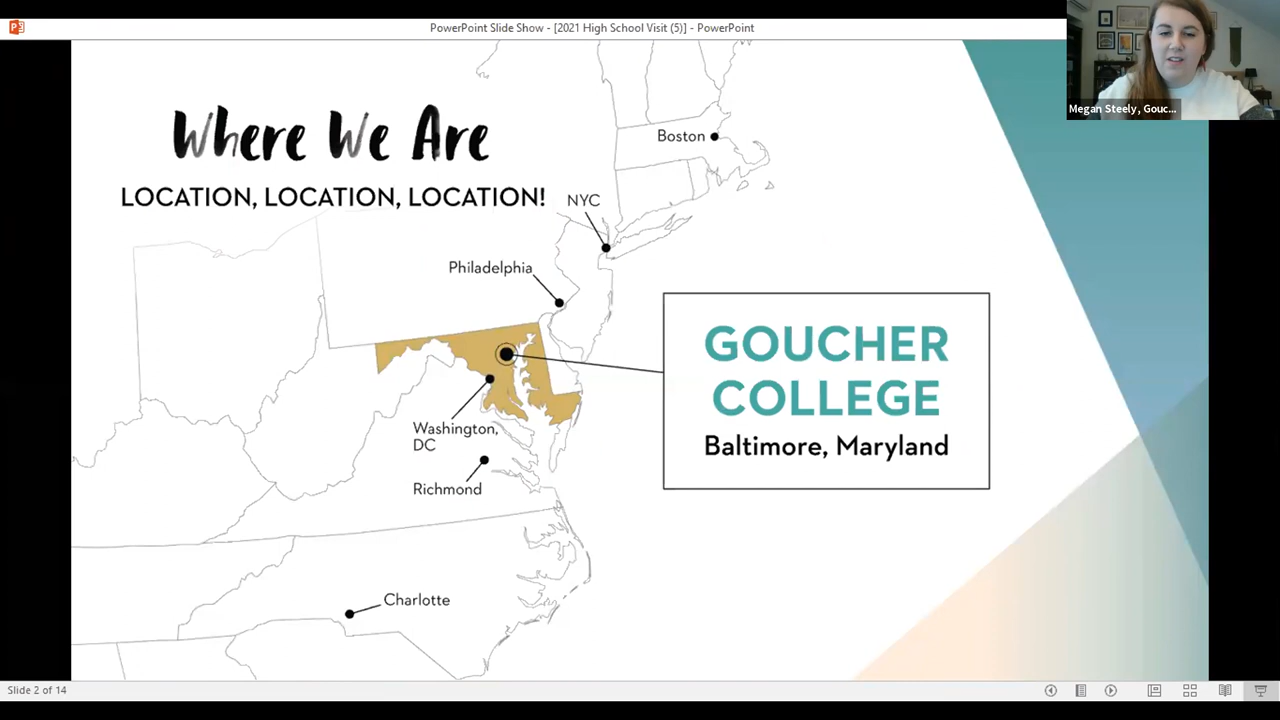 PowerPoint Slide Show - [2021 High School Visit (5)] - PowerPoint
Megan Steely, Gouc...
Where We Are
LOCATION, LOCATION, LOCATION!
Boston
NYC
Philadelphia
GOUCHER
COLLEGE
Baltimore, Maryland
Washington,
DC
Richmond
Charlotte
Slide 2 of 14